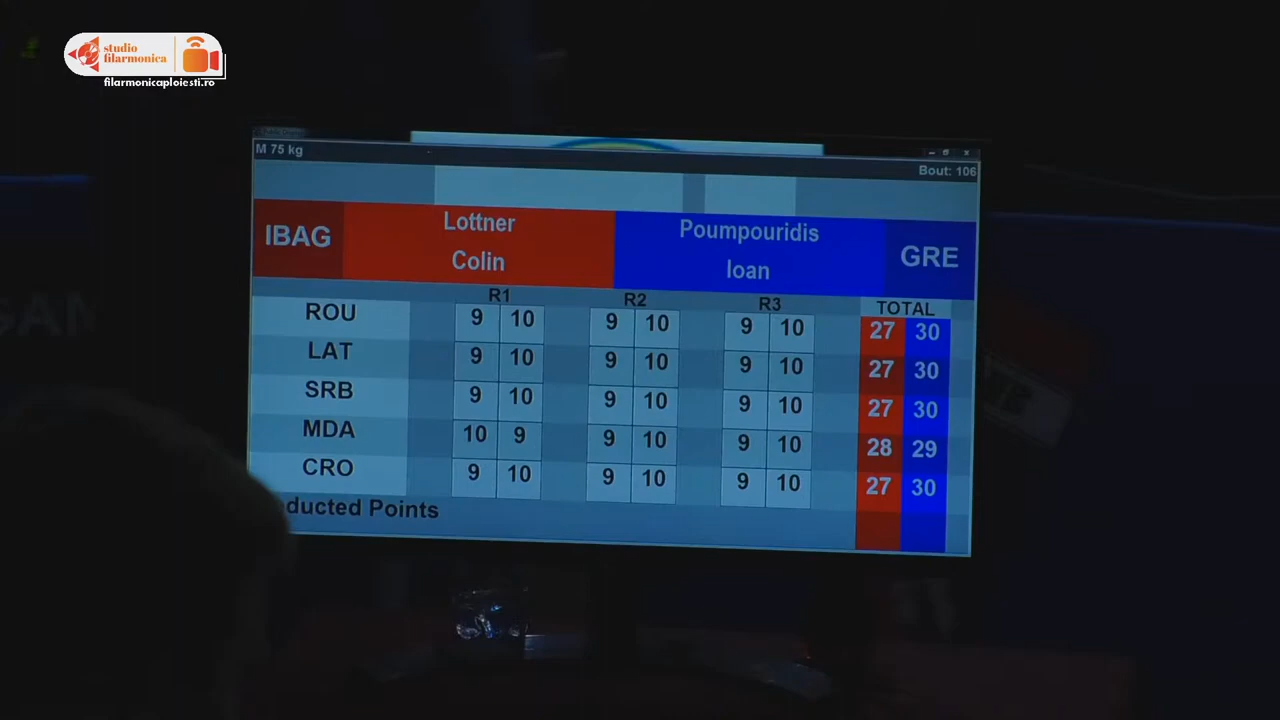 studio
filarmonica
filarmonicaploiesti.ro
M 75 kg
Bout: 106
IBAG
Lottner
Colin
Poumpouridis
Ioan
GRE
R1 R2 R3 TOTAL
ROU 9 10 9 10 9 10 27 30
LAT 9 10 9 10 9 10 27 30
SRB 9 10 9 10 9 10 27 30
MDA 10 9 9 10 9 10 28 29
CRO 9 10 9 10 9 10 27 30
ducted Points